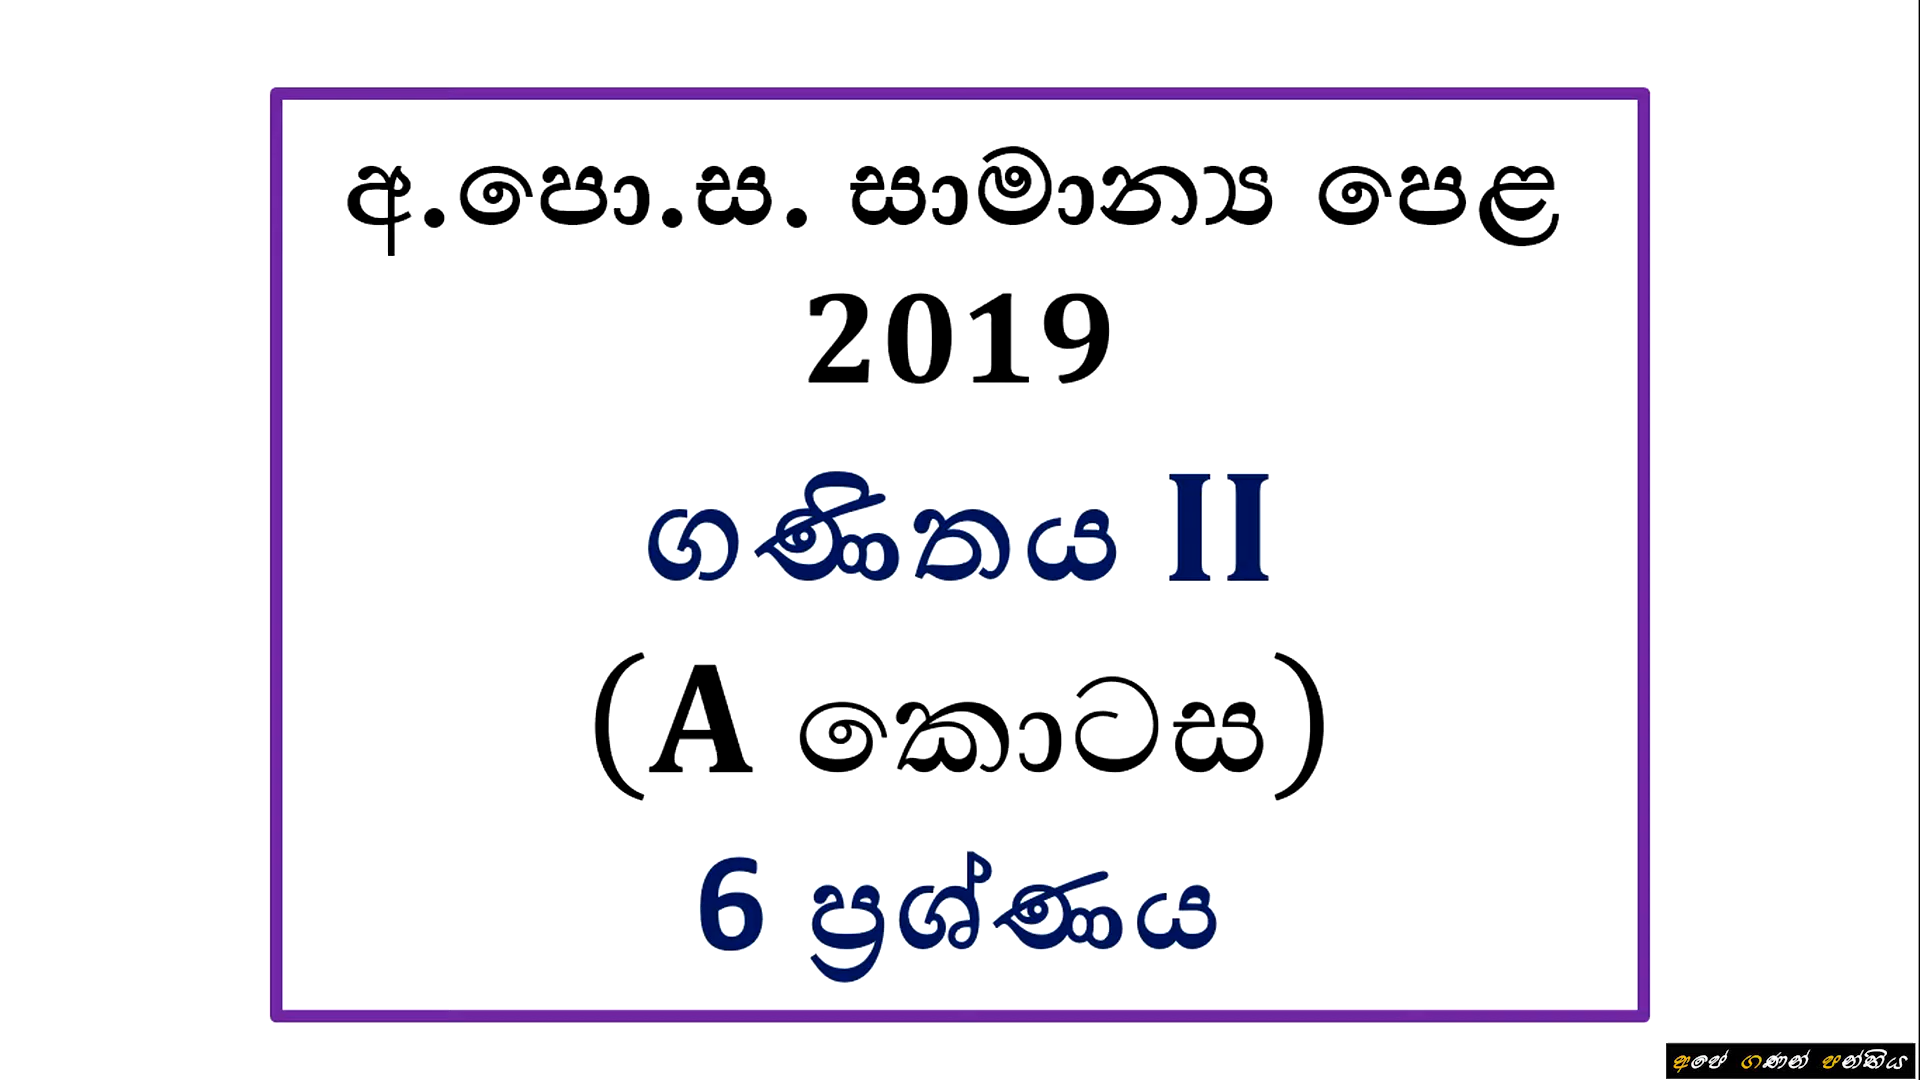 අ.පො.ස. සාමාන්‍ය පෙළ
2019
ගණිතය II
(A කොටස)
6 ප්‍රශ්ණය
අපේ ගණන් පන්තිය